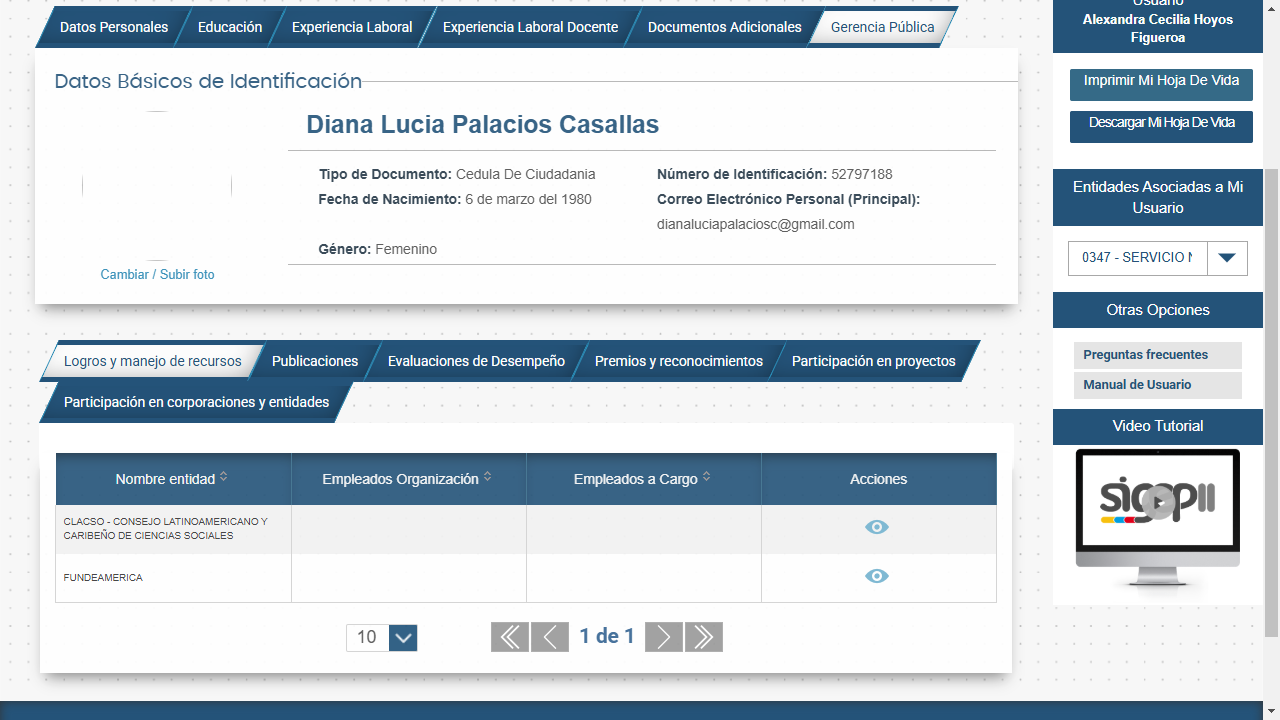 Datos Personales
Educación
Experiencia Laboral
Experiencia Laboral Docente
Documentos Adicionales
Gerencia Pública
Datos Básicos de Identificación
Diana Lucia Palacios Casallas
Tipo de Documento: Cedula De Ciudadania
Número de Identificación: 52797188
Fecha de Nacimiento: 6 de marzo del 1980
Correo Electrónico Personal (Principal):
dianaluciapalaciosc@gmail.com
Género: Femenino
Cambiar / Subir foto
Logros y manejo de recursos
Publicaciones
Evaluaciones de Desempeño
Premios y reconocimientos
Participación en proyectos
Participación en corporaciones y entidades
Nombre entidad
Empleados Organización
Empleados a Cargo
Acciones
CLACSO - CONSEJO LATINOAMERICANO Y
CARIBEÑO DE CIENCIAS SOCIALES
FUNDEAMERICA
10
1 de 1
Usuario
Alexandra Cecilia Hoyos
Figueroa
Imprimir Mi Hoja De Vida
Descargar Mi Hoja De Vida
Entidades Asociadas a Mi
Usuario
0347 - SERVICIO
Otras Opciones
Preguntas frecuentes
Manual de Usuario
Video Tutorial
sigepII